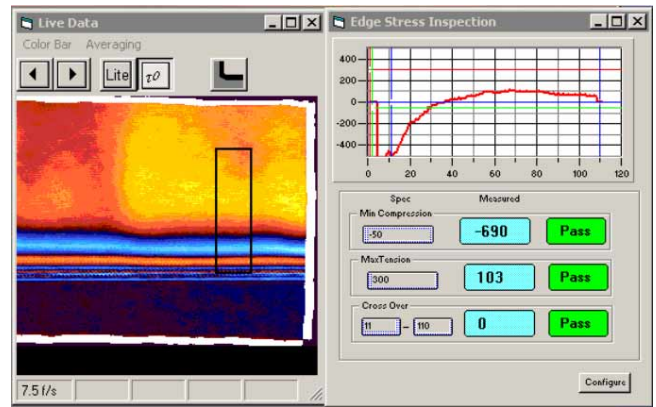 Live Data
Color Bar Averaging
Lite τ0
7.5 f/s
Edge Stress Inspection
400
200
0
-200
-400
0 20 40 60 80 100 120
Spec Measured
Min Compression
-50 -690 Pass
MaxTension
300 103 Pass
Cross Over
11 - 110 0 Pass
Configure